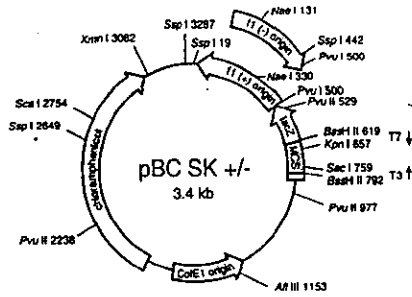 Nae I 131
Ssp I 3287
Ssp I 19
f1 (-) origin
Ssp I 442
Xmn I 3062
Pvu I 500
Nae I 330
f1 (+) origin
Pvu I 500
Pvu II 529
Sca I 2754
lacZ
Ssp I 2649
BssH II 619
T7 ↓
Kpn I 657
MCS
chloramphenicol
pBC SK +/-
Sac I 759
T3 ↑
3.4 kb
BssH II 792
Pvu II 977
Pvu II 2238
ColE1 origin
Afl III 1153